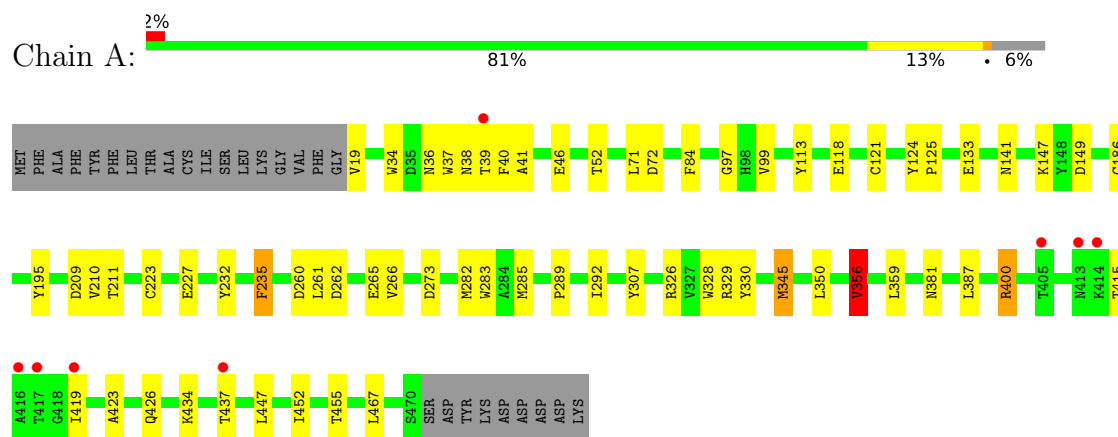 2%
Chain A:
81% 13% • 6%
MET PHE ALA PHE TYR PHE LEU THR ALA CYS ILE SER LEU LYS GLY VAL PHE GLY V19 W34 D35 N36 W37 N38 T39 F40 A41 E46 T52 L71 D72 F84 G97 H98 V99 Y113 E118 C121 Y124 P125 E133 N141 K147 Y148 D149 C186
Y195 D209 V210 T211 C223 E227 Y232 F235 D260 L261 D262 E265 V266 D273 M282 W283 A284 M285 P289 I292 Y307 R326 V327 W328 R329 Y330 M345 L350 V356 L359 N381 L387 R400 T405 N413 K414
A416 T417 G418 I419 A423 Q426 K434 T437 L447 I452 T455 L467 S470 SER ASP TYR LYS ASP ASP ASP ASP LYS